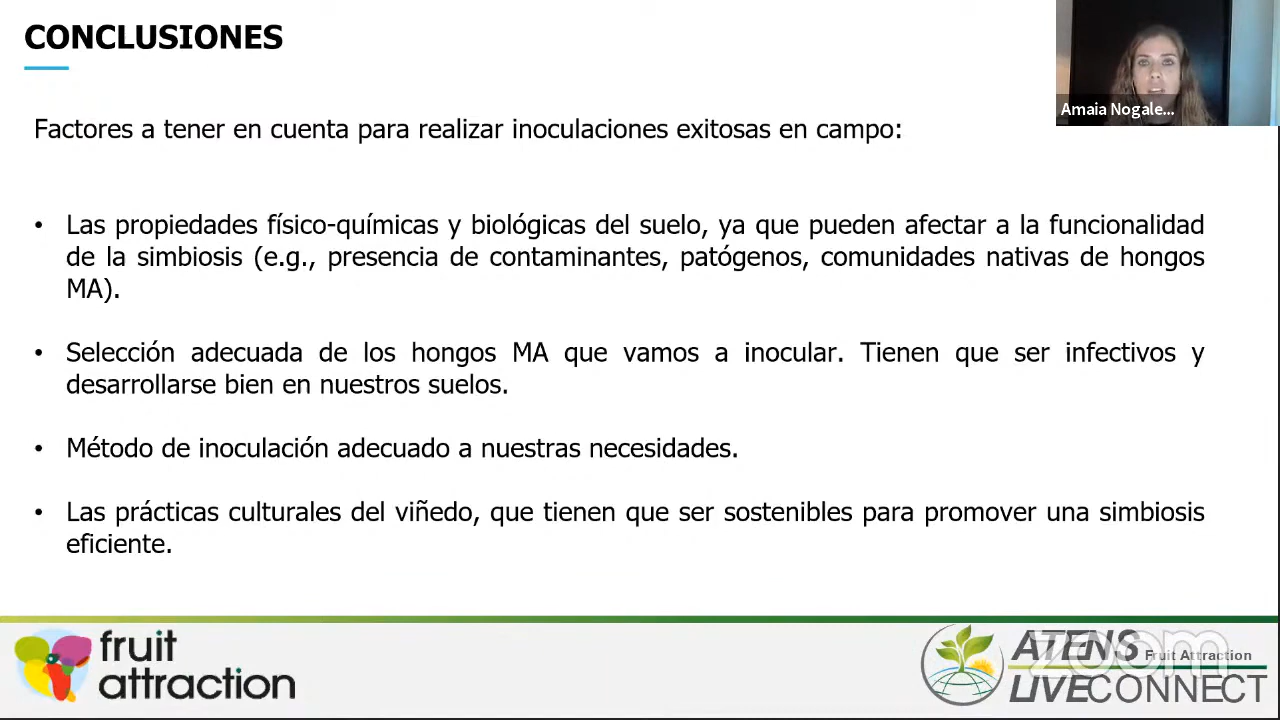 CONCLUSIONES
Amaia Nogale...
Factores a tener en cuenta para realizar inoculaciones exitosas en campo:
• Las propiedades físico-químicas y biológicas del suelo, ya que pueden afectar a la funcionalidad
de la simbiosis (e.g., presencia de contaminantes, patógenos, comunidades nativas de hongos
MA).
• Selección adecuada de los hongos MA que vamos a inocular. Tienen que ser infectivos y
desarrollarse bien en nuestros suelos.
• Método de inoculación adecuado a nuestras necesidades.
• Las prácticas culturales del viñedo, que tienen que ser sostenibles para promover una simbiosis
eficiente.
fruit
attraction
ATENS Fruit Attraction
LIVECONNECT
zoom